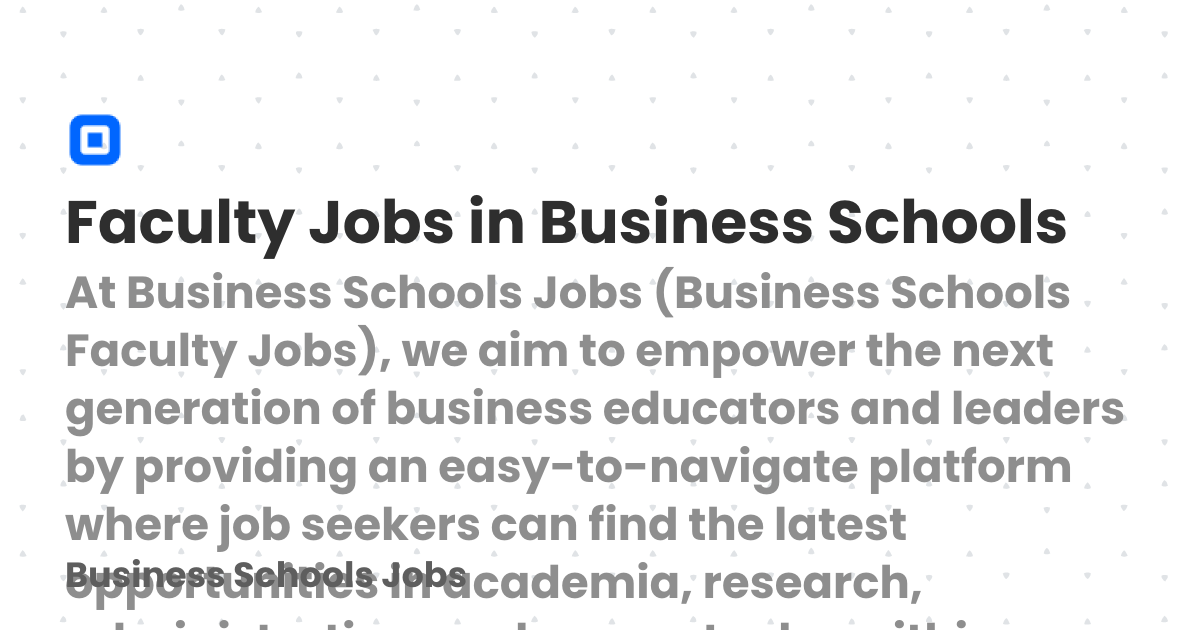 Faculty Jobs in Business Schools
At Business Schools Jobs (Business Schools
Faculty Jobs), we aim to empower the next
generation of business educators and leaders
by providing an easy-to-navigate platform
where job seekers can find the latest
Business Schools Jobs
opportunities in academia, research,